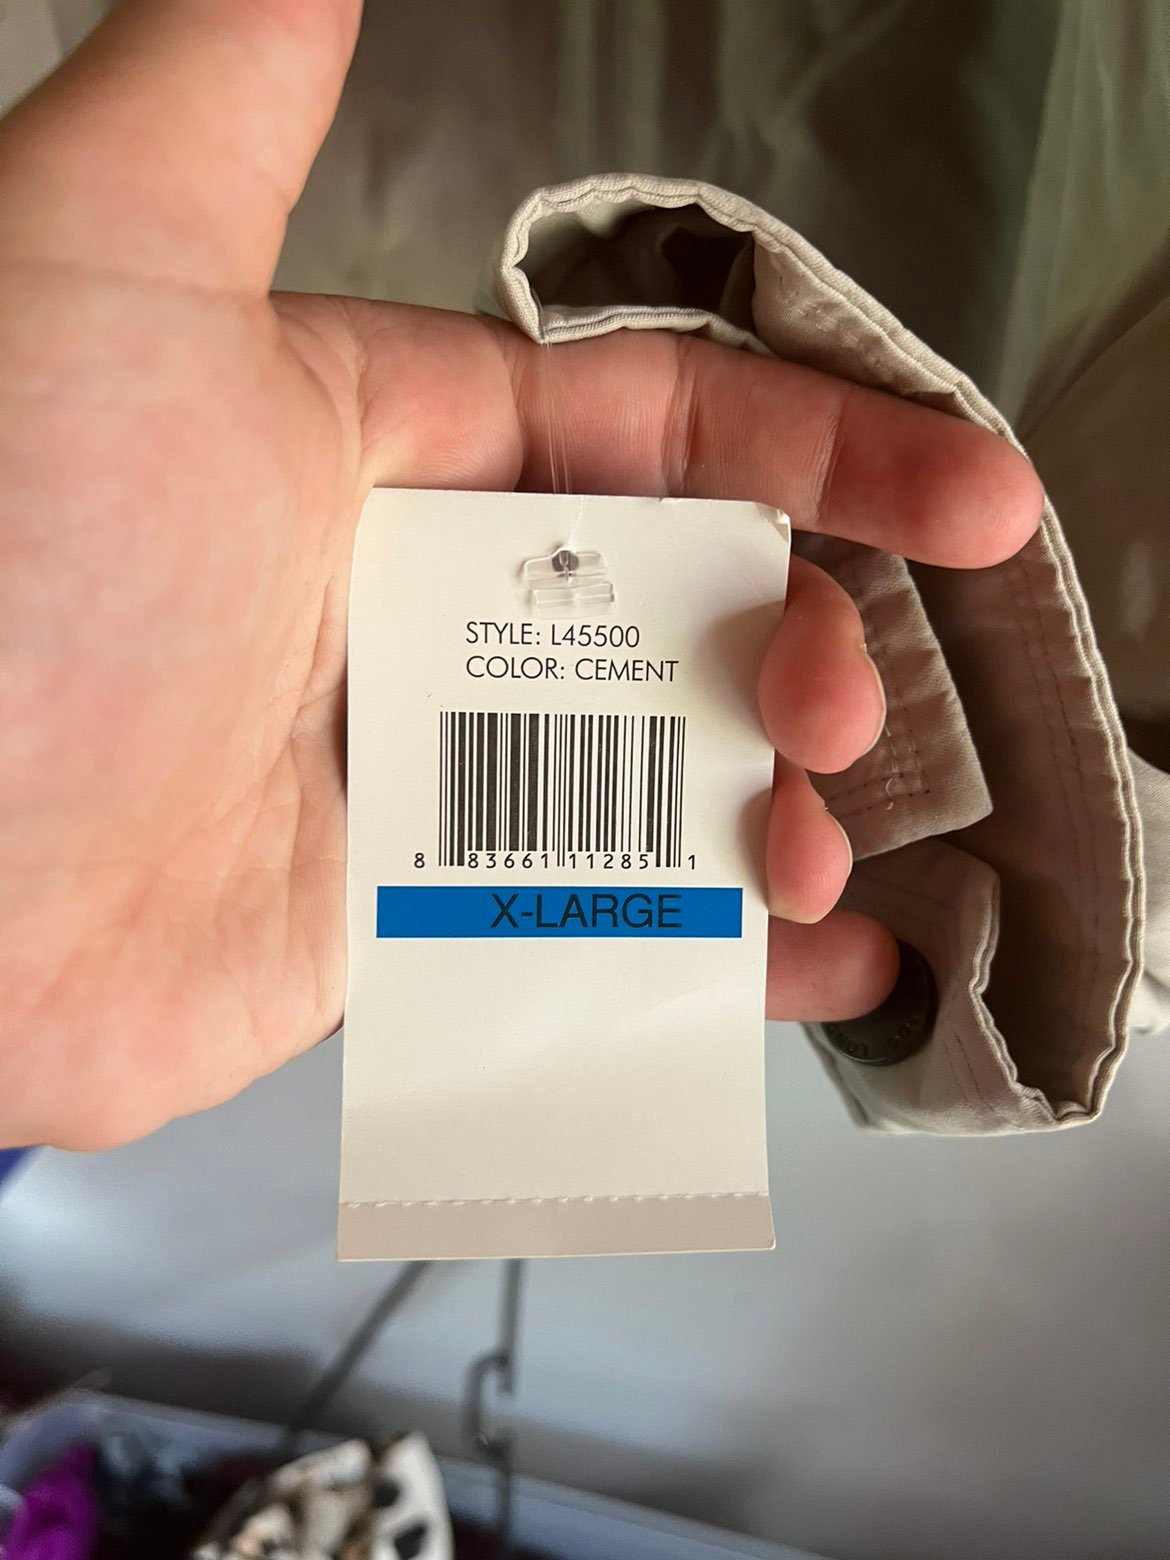 STYLE: L45500
COLOR: CEMENT
8 83661 11285 1
X-LARGE